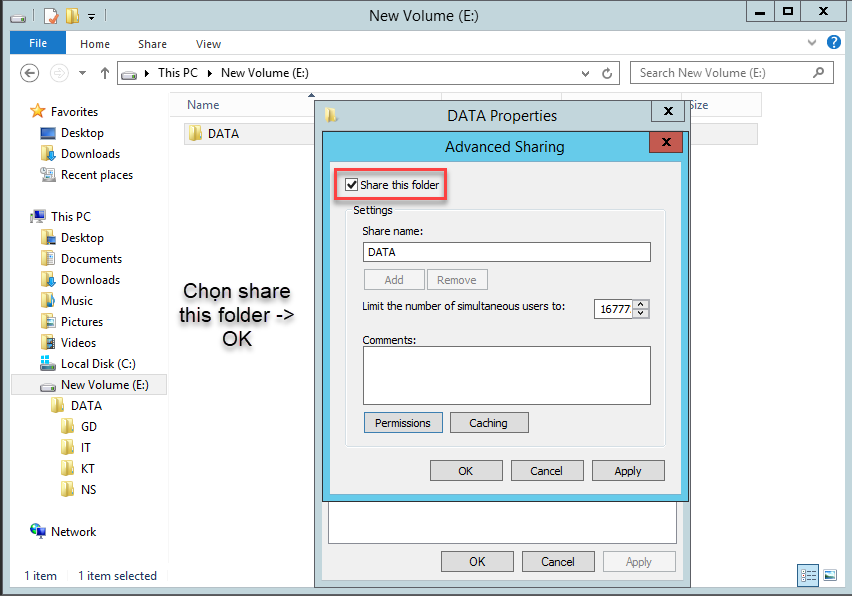 New Volume (E:)
File
Home
Share
View
This PC
New Volume (E:)
Search New Volume (E:)
Favorites
Desktop
Downloads
Recent places
This PC
Desktop
Documents
Downloads
Music
Pictures
Videos
Local Disk (C:)
New Volume (E:)
DATA
GD
IT
KT
NS
Network
Name
Size
DATA
Chọn share
this folder ->
OK
DATA Properties
Advanced Sharing
Share this folder
Settings
Share name:
DATA
Add
Remove
Limit the number of simultaneous users to:
16777
Comments:
Permissions
Caching
OK
Cancel
Apply
OK
Cancel
Apply
1 item
1 item selected